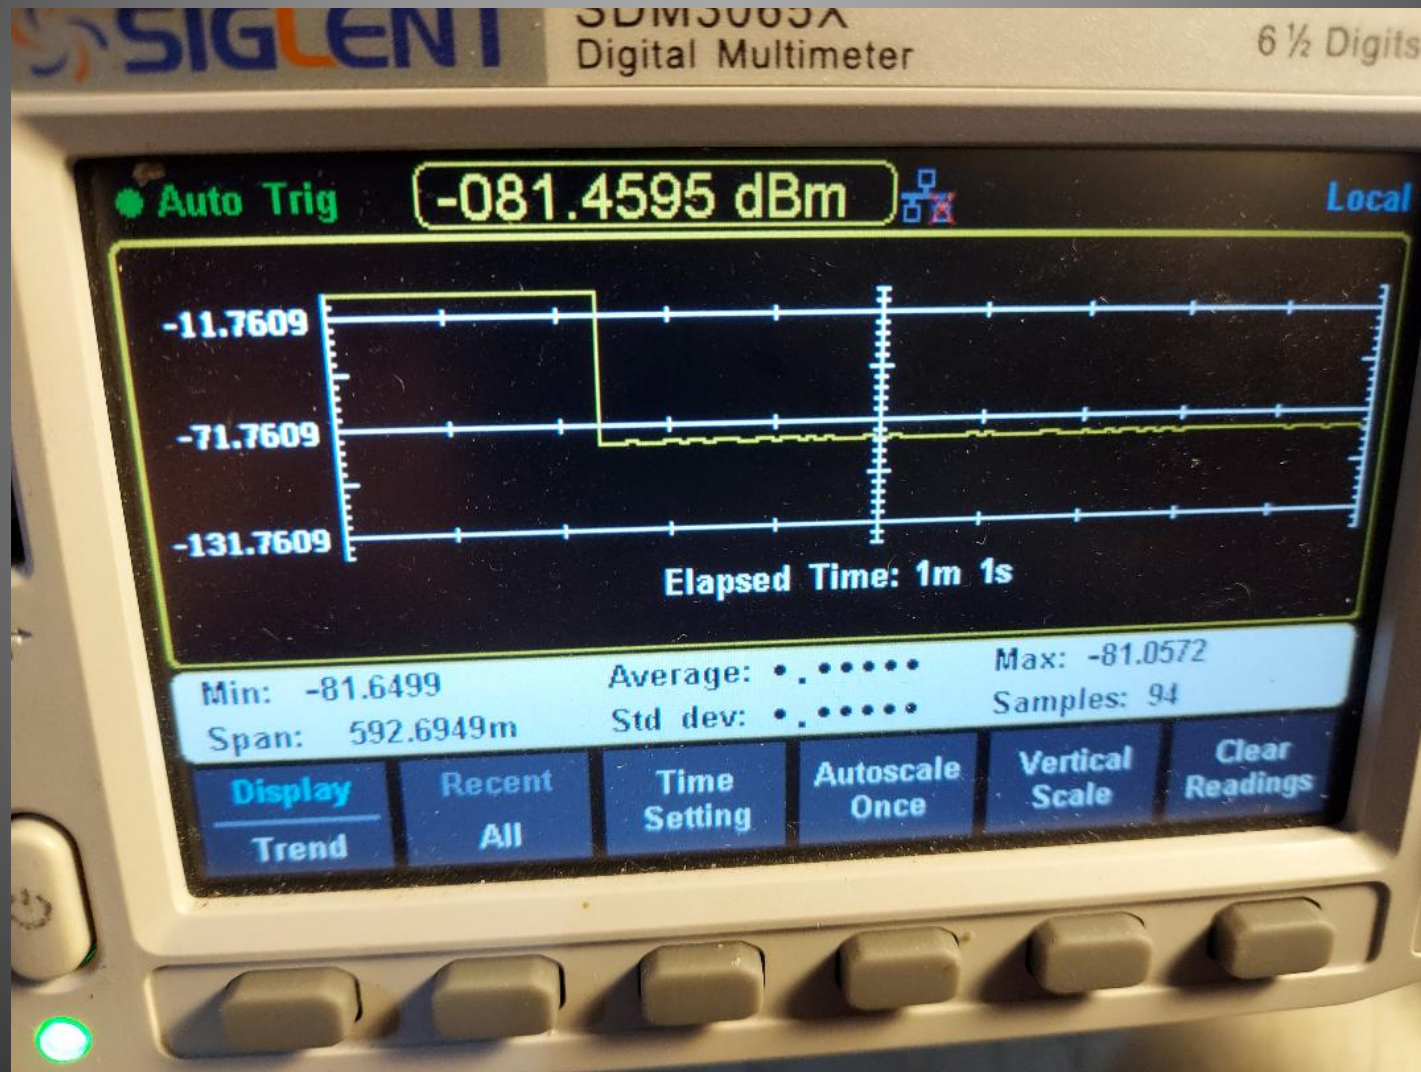 SIGLENT
SDM3065X
Digital Multimeter
6 ½ Digits
Auto Trig
-081.4595 dBm
Local
-11.7609
-71.7609
-131.7609
Elapsed Time: 1m 1s
Min: -81.6499
Average: •.•••••
Max: -81.0572
Span: 592.6949m
Std dev: •.•••••
Samples: 94
Display
Trend
Recent
All
Time
Setting
Autoscale
Once
Vertical
Scale
Clear
Readings